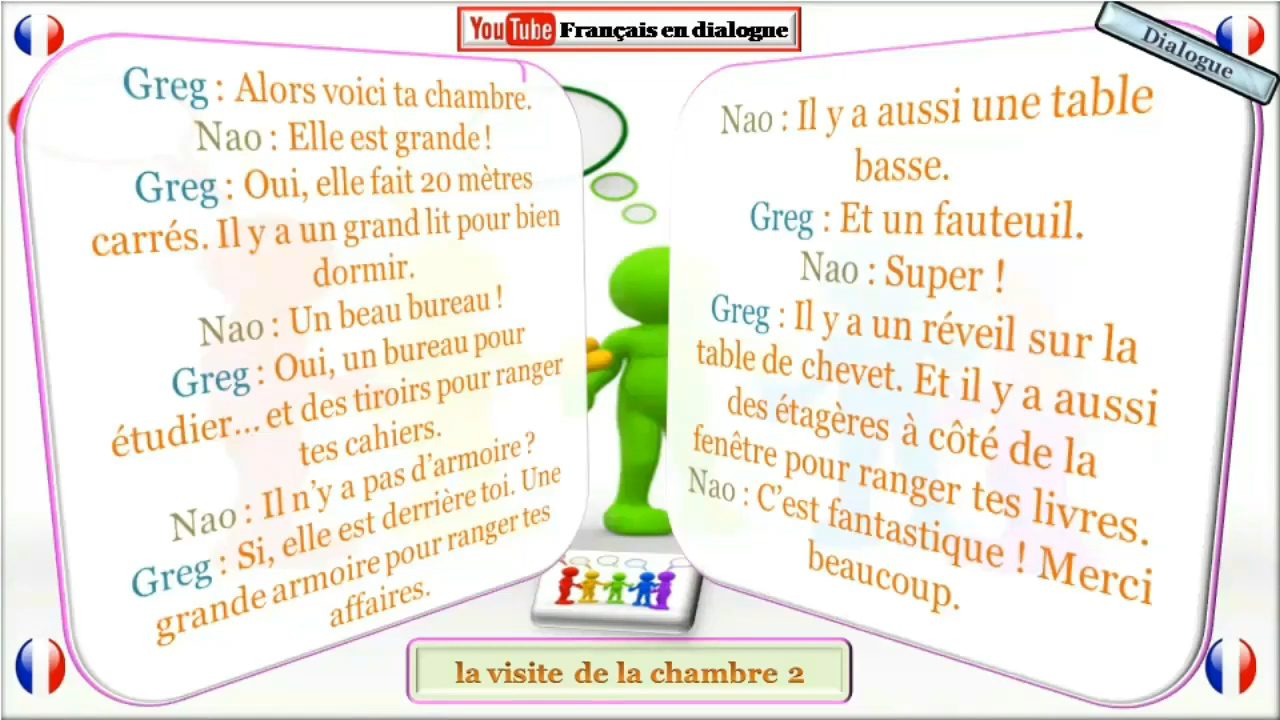 YouTube Français en dialogue
Dialogue
Greg : Alors voici ta chambre.
Nao : Elle est grande !
Greg : Oui, elle fait 20 mètres
carrés. Il y a un grand lit pour bien
dormir.
Nao : Un beau bureau !
Greg : Oui, un bureau pour
étudier... et des tiroirs pour ranger
tes cahiers.
Nao : Il n'y a pas d'armoire ?
Greg : Si, elle est derrière toi. Une
grande armoire pour ranger tes
affaires.
Nao : Il y a aussi une table
basse.
Greg : Et un fauteuil.
Nao : Super !
Greg : Il y a un réveil sur la
table de chevet. Et il y a aussi
des étagères à côté de la
fenêtre pour ranger tes livres.
Nao : C'est fantastique ! Merci
beaucoup.
la visite de la chambre 2